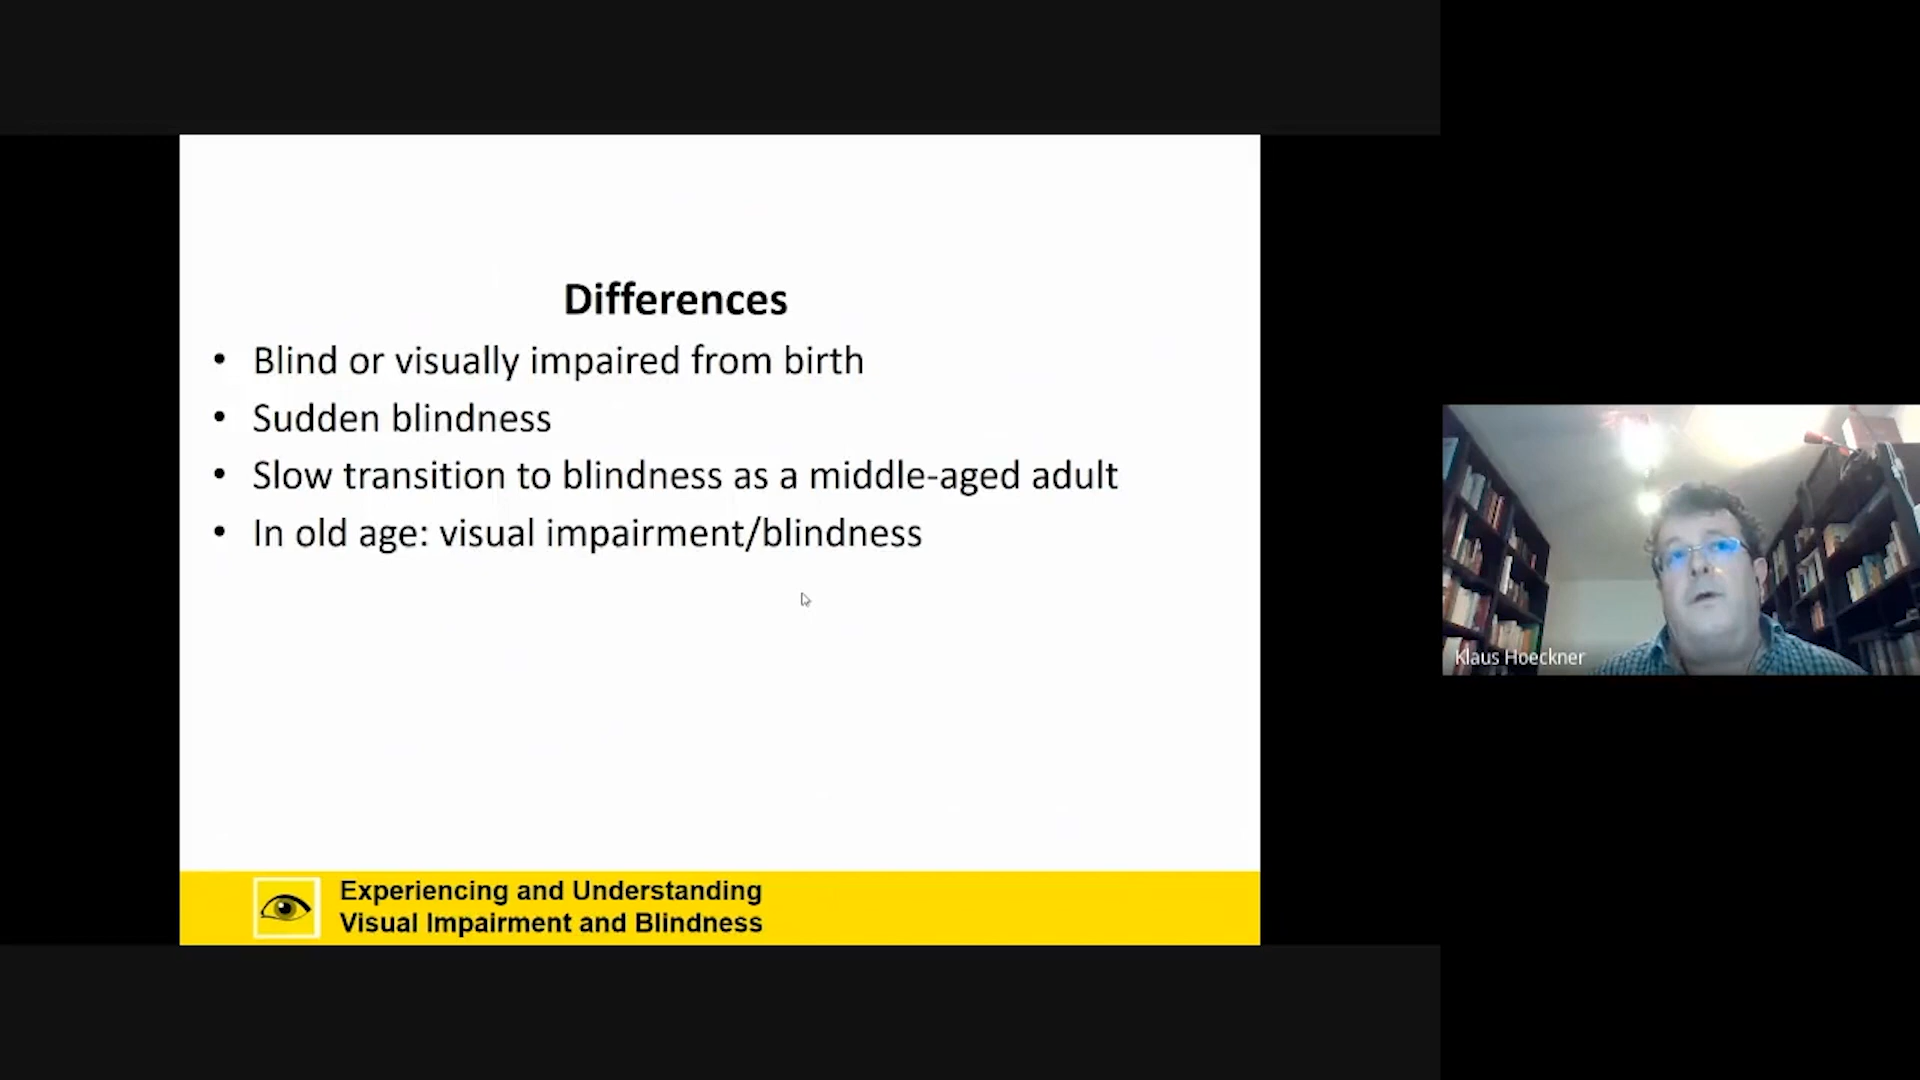 Differences
• Blind or visually impaired from birth
• Sudden blindness
• Slow transition to blindness as a middle-aged adult
• In old age: visual impairment/blindness
Experiencing and Understanding
Visual Impairment and Blindness
Klaus Hoeckner